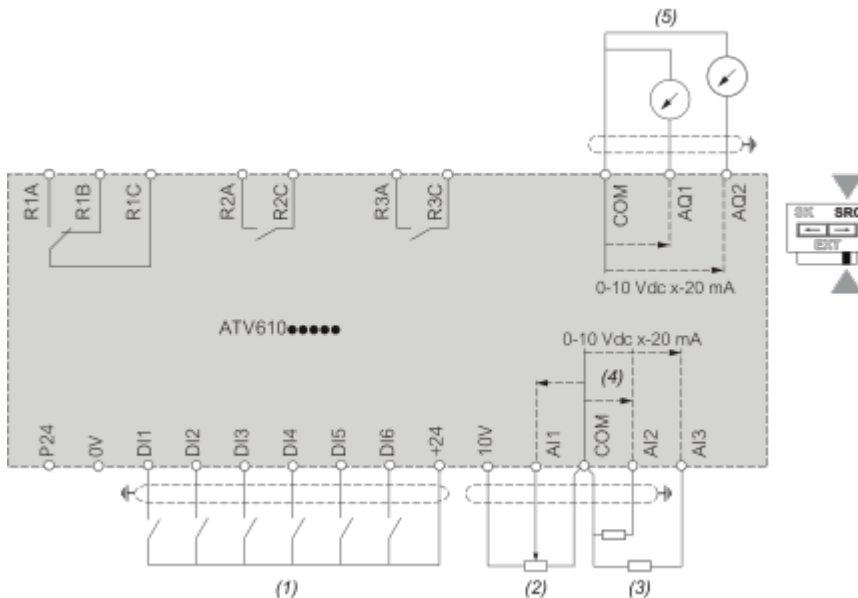 (5)
R1A R1B R1C R2A R2C R3A R3C COM AQ1 AQ2
SK SRC
EXT
0-10 Vdc x-20 mA
ATV610●●●●●
0-10 Vdc x-20 mA
(4)
P24 0V DI1 DI2 DI3 DI4 DI5 DI6 +24 10V AI1 COM AI2 AI3
(1) (2) (3)